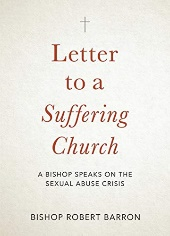 Letter
to a
Suffering
Church
A BISHOP SPEAKS ON THE
SEXUAL ABUSE CRISIS
BISHOP ROBERT BARRON